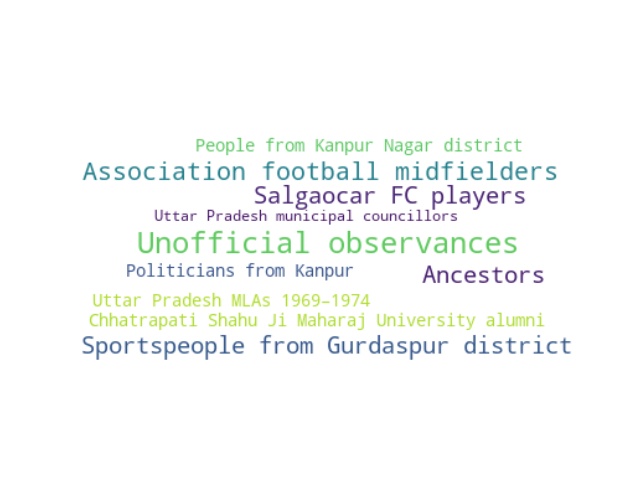 People from Kanpur Nagar district
Association football midfielders
Salgaocar FC players
Uttar Pradesh municipal councillors
Unofficial observances
Politicians from Kanpur
Ancestors
Uttar Pradesh MLAs 1969–1974
Chhatrapati Shahu Ji Maharaj University alumni
Sportspeople from Gurdaspur district